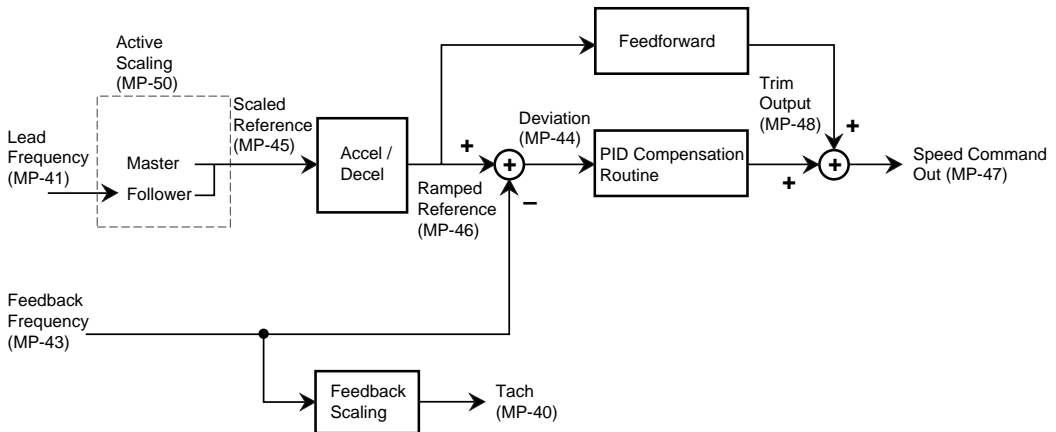 Active
Scaling
(MP-50)
Feedforward
Trim
Output
(MP-48)
Lead
Frequency
(MP-41)
Master
Follower
Scaled
Reference
(MP-45)
Accel /
Decel
+
+
−
Ramped
Reference
(MP-46)
Deviation
(MP-44)
PID Compensation
Routine
+
+
+
Speed Command
Out (MP-47)
Feedback
Frequency
(MP-43)
Feedback
Scaling
Tach
(MP-40)